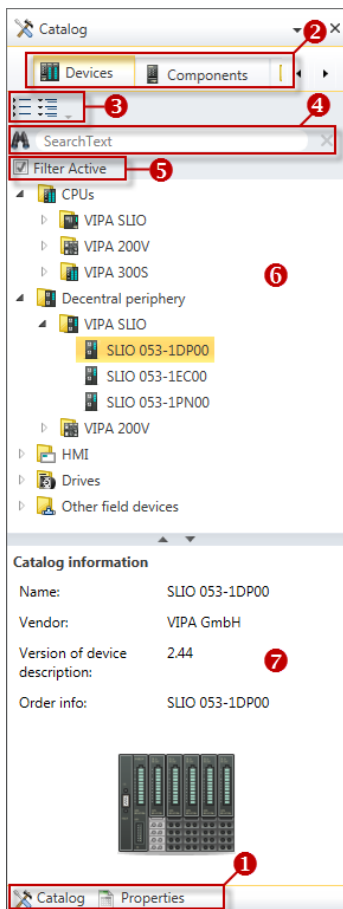 Catalog
2
Devices Components
3
4
SearchText
Filter Active 5
CPUs
VIPA SLIO
VIPA 200V
VIPA 300S
6
Decentral periphery
VIPA SLIO
SLIO 053-1DP00
SLIO 053-1EC00
SLIO 053-1PN00
VIPA 200V
HMI
Drives
Other field devices
Catalog information
Name: SLIO 053-1DP00
Vendor: VIPA GmbH
Version of device 2.44
description:
7
Order info: SLIO 053-1DP00
1
Catalog Properties